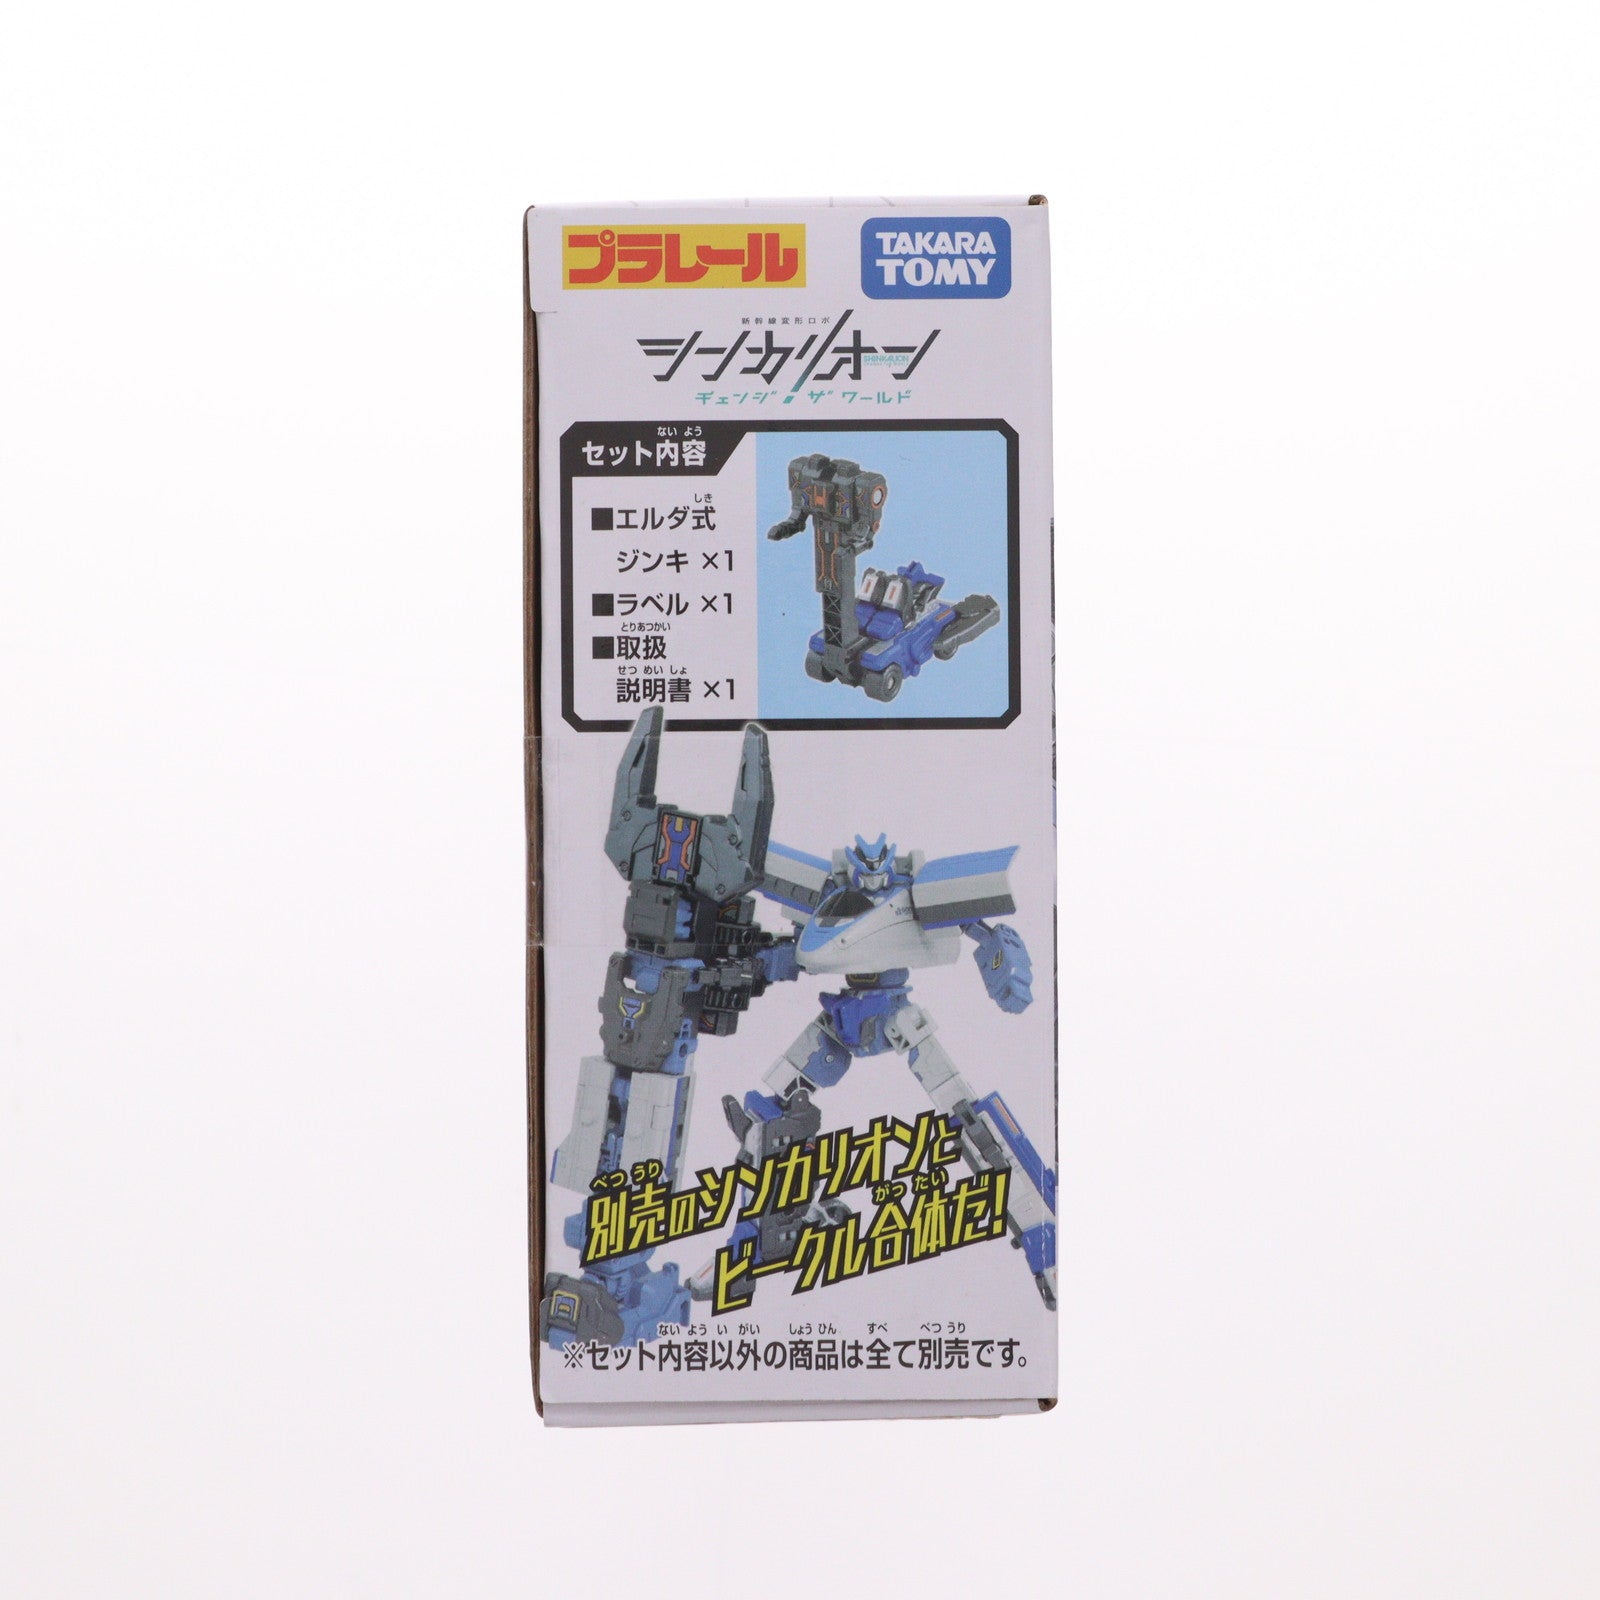 プラレール
TAKARA
TOMY
新幹線変形ロボ
シンカリオン
SHINKALION
チェンジ ザ ワールド
ないよう
セット内容
しき
■エルダ式
ジンキ ×1
■ラベル ×1
とりあつかい
■取扱
せつ めい しょ
説明書 ×1
べつ うり
別売のシンカリオンと
がっ たい
ビークル合体だ!
ない よう い がい しょう ひん すべ べつ うり
※セット内容以外の商品は全て別売です。